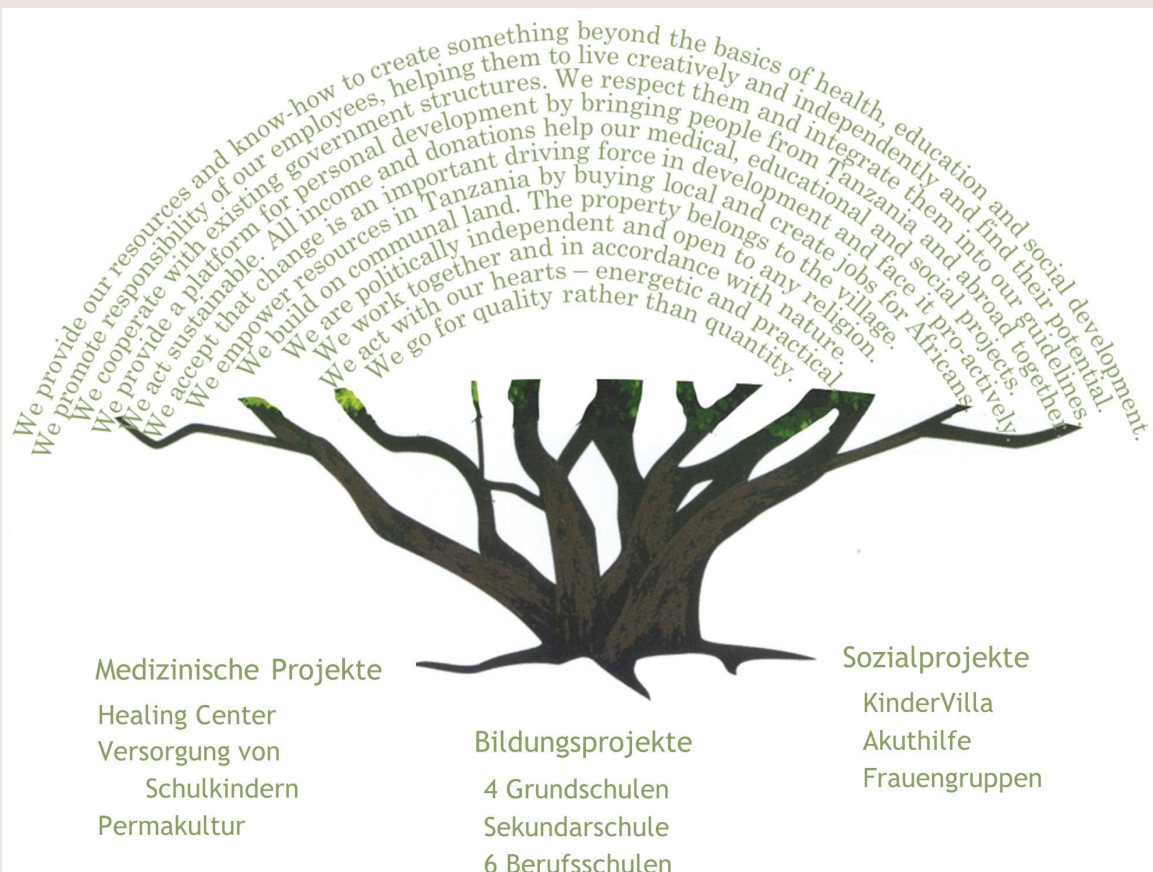 We provide our resources and know-how to create something beyond the basics of health, education and social development.
We promote responsibility of our employees, helping them to live creatively and independently and find their potential.
We cooperate with existing government structures. We respect them and integrate them into our guidelines.
We provide a platform for personal development by bringing people from Tanzania and abroad together.
We act sustainable. All income and donations help our medical, educational and social projects.
We accept that change is an important driving force in development and face it pro-actively
We empower resources in Tanzania by buying local and create jobs for Africans.
We build on communal land. The property belongs to the village.
We are politically independent and open to any religion.
We work together and in accordance with nature.
We act with our hearts – energetic and practical.
We go for quality rather than quantity.
Medizinische Projekte
Healing Center
Versorgung von
Schulkindern
Permakultur
Bildungsprojekte
4 Grundschulen
Sekundarschule
6 Berufsschulen
Sozialprojekte
KinderVilla
Akuthilfe
Frauengruppen